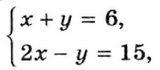 x + y = 6,
2x − y = 15,